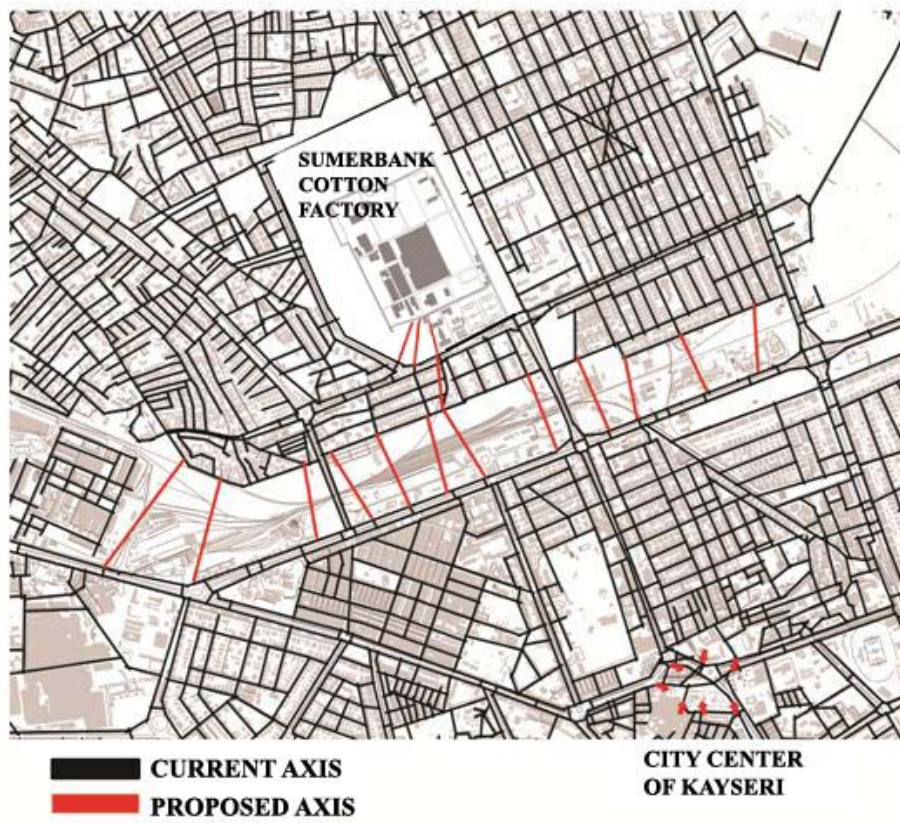 SUMERBANK
COTTON
FACTORY
CURRENT AXIS
PROPOSED AXIS
CITY CENTER
OF KAYSERI